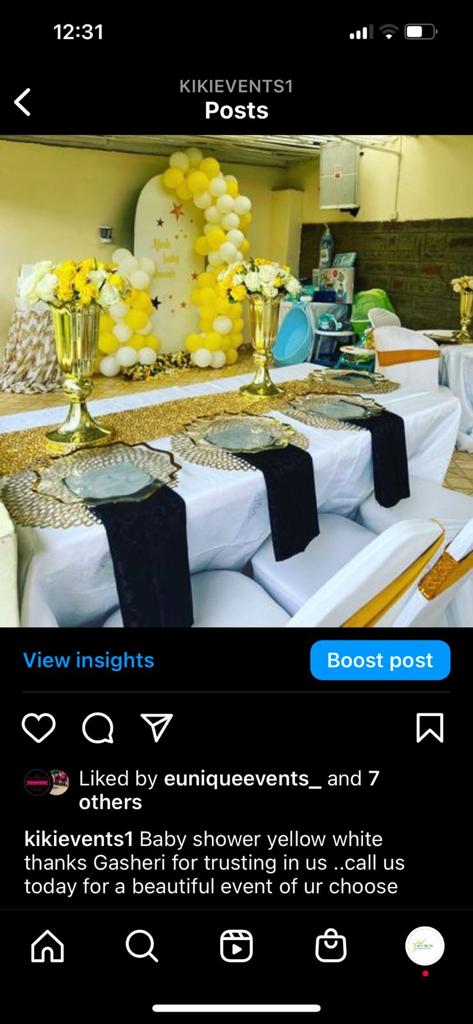 12:31
KIKIEVENTS1
Posts
baby
View insights
Boost post
Liked by euniqueevents_ and 7
others
kikievents1 Baby shower yellow white
thanks Gasheri for trusting in us ..call us
today for a beautiful event of ur choose